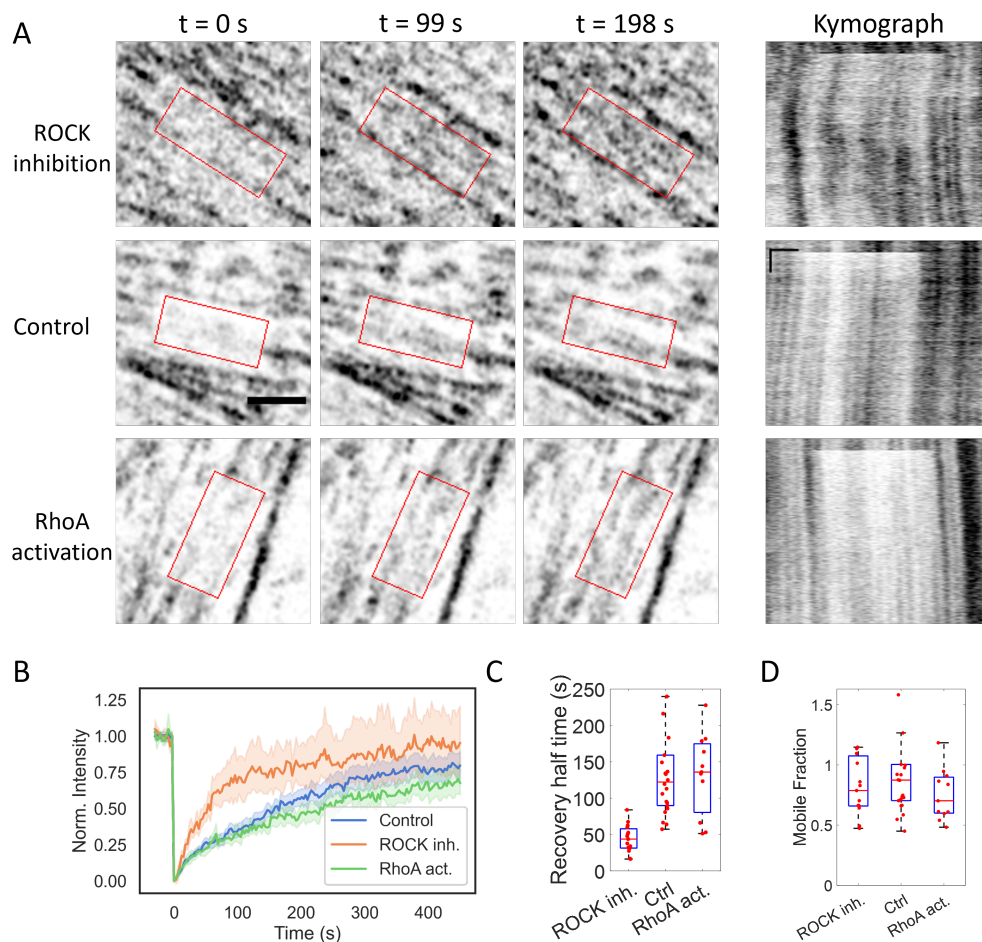 A
t = 0 s
t = 99 s
t = 198 s
Kymograph
ROCK
inhibition
Control
RhoA
activation
B
Norm. Intensity
1.25
1.00
0.75
0.50
0.25
0.00
0
100
200
300
400
Time (s)
Control
ROCK inh.
RhoA act.
C
Recovery half time (s)
250
200
150
100
50
0
ROCK inh.
Ctrl
RhoA act.
D
Mobile Fraction
1.5
1
0.5
0
ROCK inh.
Ctrl
RhoA act.